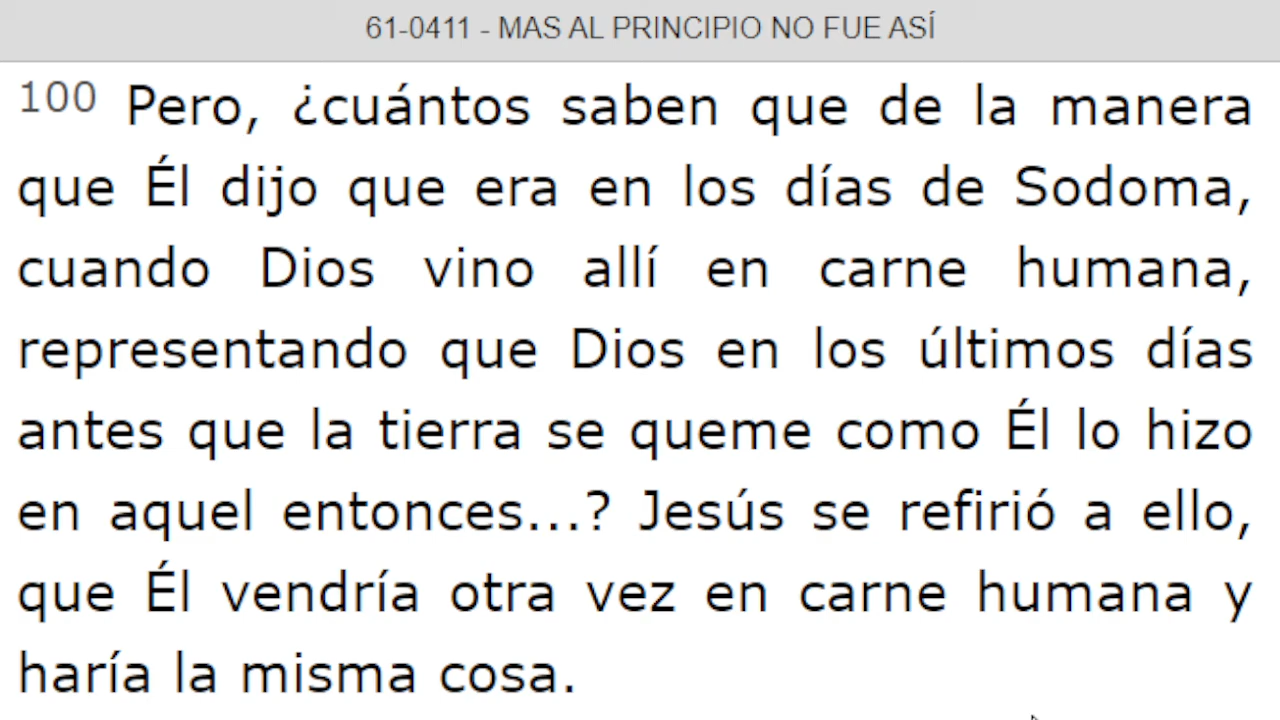 61-0411 - MAS AL PRINCIPIO NO FUE ASÍ
100 Pero, ¿cuántos saben que de la manera
que Él dijo que era en los días de Sodoma,
cuando Dios vino allí en carne humana,
representando que Dios en los últimos días
antes que la tierra se queme como Él lo hizo
en aquel entonces...? Jesús se refirió a ello,
que Él vendría otra vez en carne humana y
haría la misma cosa.